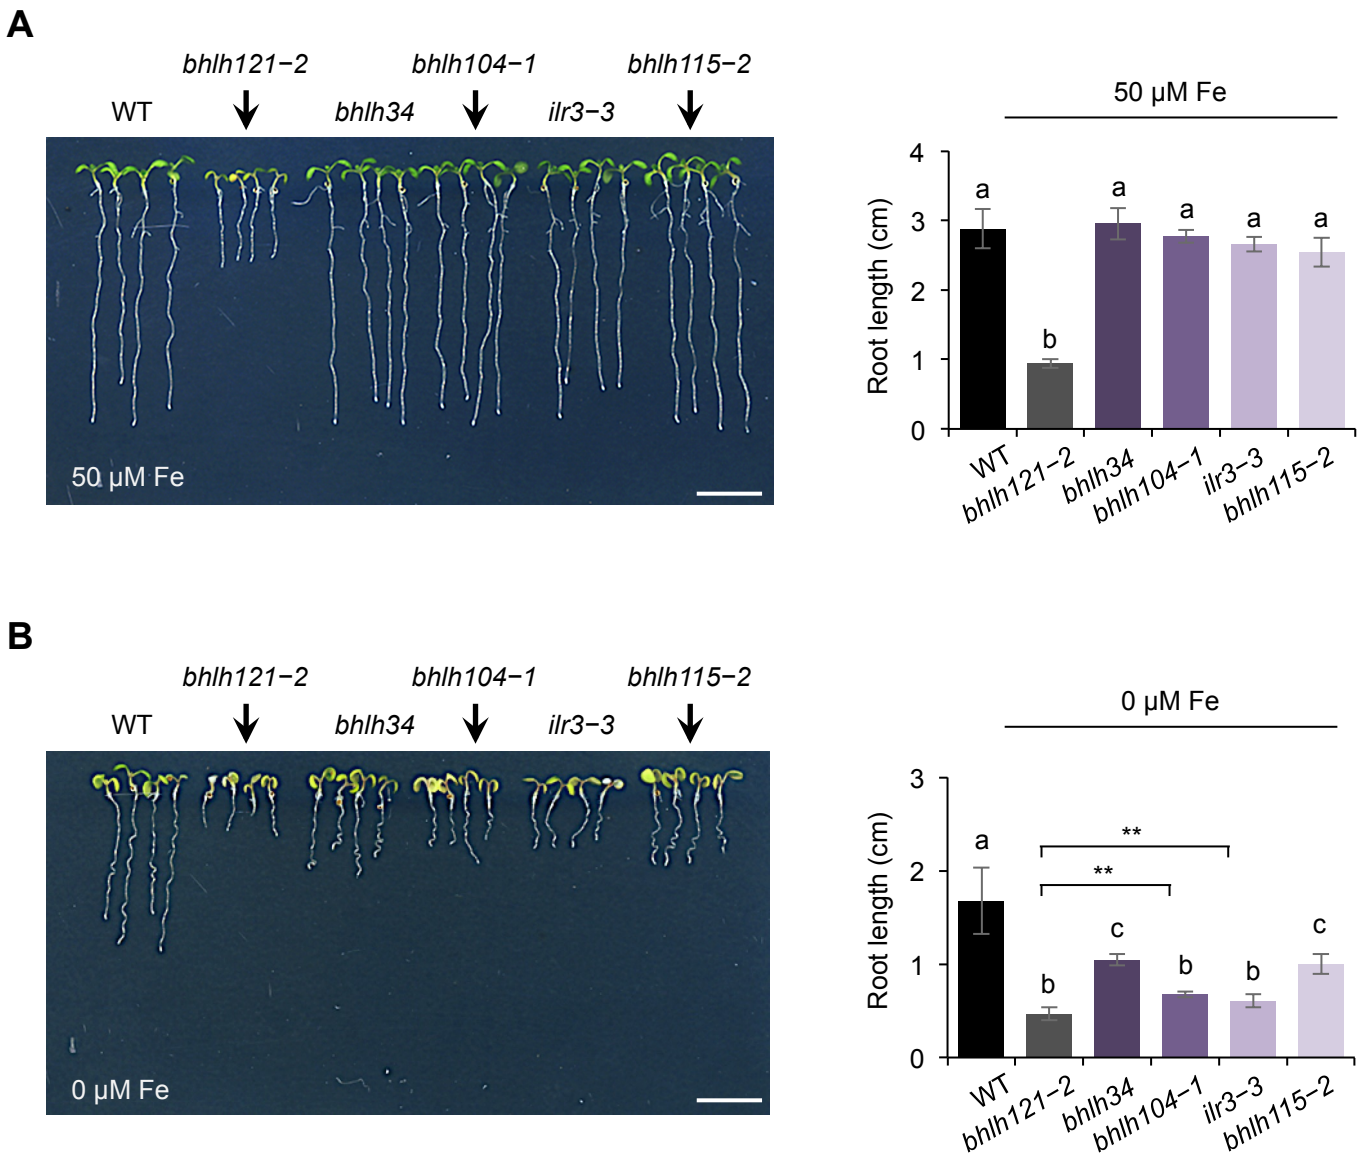 A
bhlh121−2 bhlh104−1 bhlh115−2
WT bhlh34 ilr3−3
50 µM Fe
50 µM Fe
Root length (cm)
4
3
2
1
0
a
b
a
a
a
a
WT
bhlh121−2
bhlh34
bhlh104−1
ilr3−3
bhlh115−2
B
bhlh121−2 bhlh104−1 bhlh115−2
WT bhlh34 ilr3−3
0 µM Fe
0 µM Fe
Root length (cm)
3
2
1
0
**
**
a
b
c
b
b
c
WT
bhlh121−2
bhlh34
bhlh104−1
ilr3−3
bhlh115−2